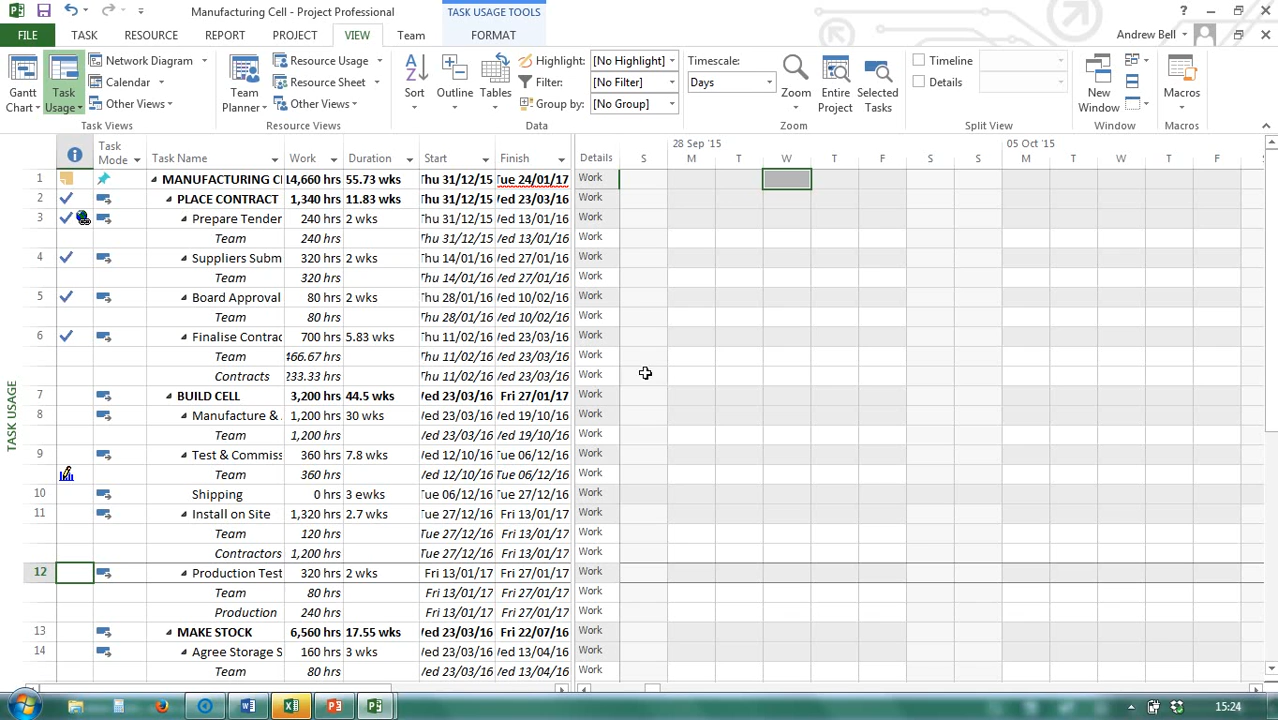 Manufacturing Cell - Project Professional
TASK USAGE TOOLS
FILE TASK RESOURCE REPORT PROJECT VIEW Team FORMAT
Andrew Bell
Network Diagram
Calendar
Other Views
Gantt Chart
Task Usage
Task Views
Team Planner
Resource Usage
Resource Sheet
Other Views
Resource Views
Sort
Outline
Tables
Highlight: [No Highlight]
Filter: [No Filter]
Group by: [No Group]
Data
Timescale:
Days
Zoom
Entire Project
Selected Tasks
Zoom
Timeline
Details
Split View
New Window
Window
Macros
Macros
28 Sep '15 05 Oct '15
Task Mode Task Name Work Duration Start Finish Details S M T W T F S S M T W T F
1 MANUFACTURING CI 14,660 hrs 55.73 wks Thu 31/12/15 Tue 24/01/17 Work
2 PLACE CONTRACT 1,340 hrs 11.83 wks Thu 31/12/15 Wed 23/03/16 Work
3 Prepare Tender 240 hrs 2 wks Thu 31/12/15 Wed 13/01/16 Work
Team 240 hrs Thu 31/12/15 Wed 13/01/16 Work
4 Suppliers Subm 320 hrs 2 wks Thu 14/01/16 Wed 27/01/16 Work
Team 320 hrs Thu 14/01/16 Wed 27/01/16 Work
5 Board Approval 80 hrs 2 wks Thu 28/01/16 Wed 10/02/16 Work
Team 80 hrs Thu 28/01/16 Wed 10/02/16 Work
6 Finalise Contrac 700 hrs 5.83 wks Thu 11/02/16 Wed 23/03/16 Work
Team 466.67 hrs Thu 11/02/16 Wed 23/03/16 Work
Contracts 233.33 hrs Thu 11/02/16 Wed 23/03/16 Work
7 BUILD CELL 3,200 hrs 44.5 wks Wed 23/03/16 Fri 27/01/17 Work
8 Manufacture & 1,200 hrs 30 wks Wed 23/03/16 Wed 19/10/16 Work
Team 1,200 hrs Wed 23/03/16 Wed 19/10/16 Work
9 Test & Commiss 360 hrs 7.8 wks Wed 12/10/16 Tue 06/12/16 Work
Team 360 hrs Wed 12/10/16 Tue 06/12/16 Work
10 Shipping 0 hrs 3 ewks Tue 06/12/16 Tue 27/12/16 Work
11 Install on Site 1,320 hrs 2.7 wks Tue 27/12/16 Fri 13/01/17 Work
Team 120 hrs Tue 27/12/16 Fri 13/01/17 Work
Contractors 1,200 hrs Tue 27/12/16 Fri 13/01/17 Work
12 Production Test 320 hrs 2 wks Fri 13/01/17 Fri 27/01/17 Work
Team 80 hrs Fri 13/01/17 Fri 27/01/17 Work
Production 240 hrs Fri 13/01/17 Fri 27/01/17 Work
13 MAKE STOCK 6,560 hrs 17.55 wks Wed 23/03/16 Fri 22/07/16 Work
14 Agree Storage S 160 hrs 3 wks Wed 23/03/16 Wed 13/04/16 Work
Team 80 hrs Wed 23/03/16 Wed 13/04/16 Work
TASK USAGE
15:24